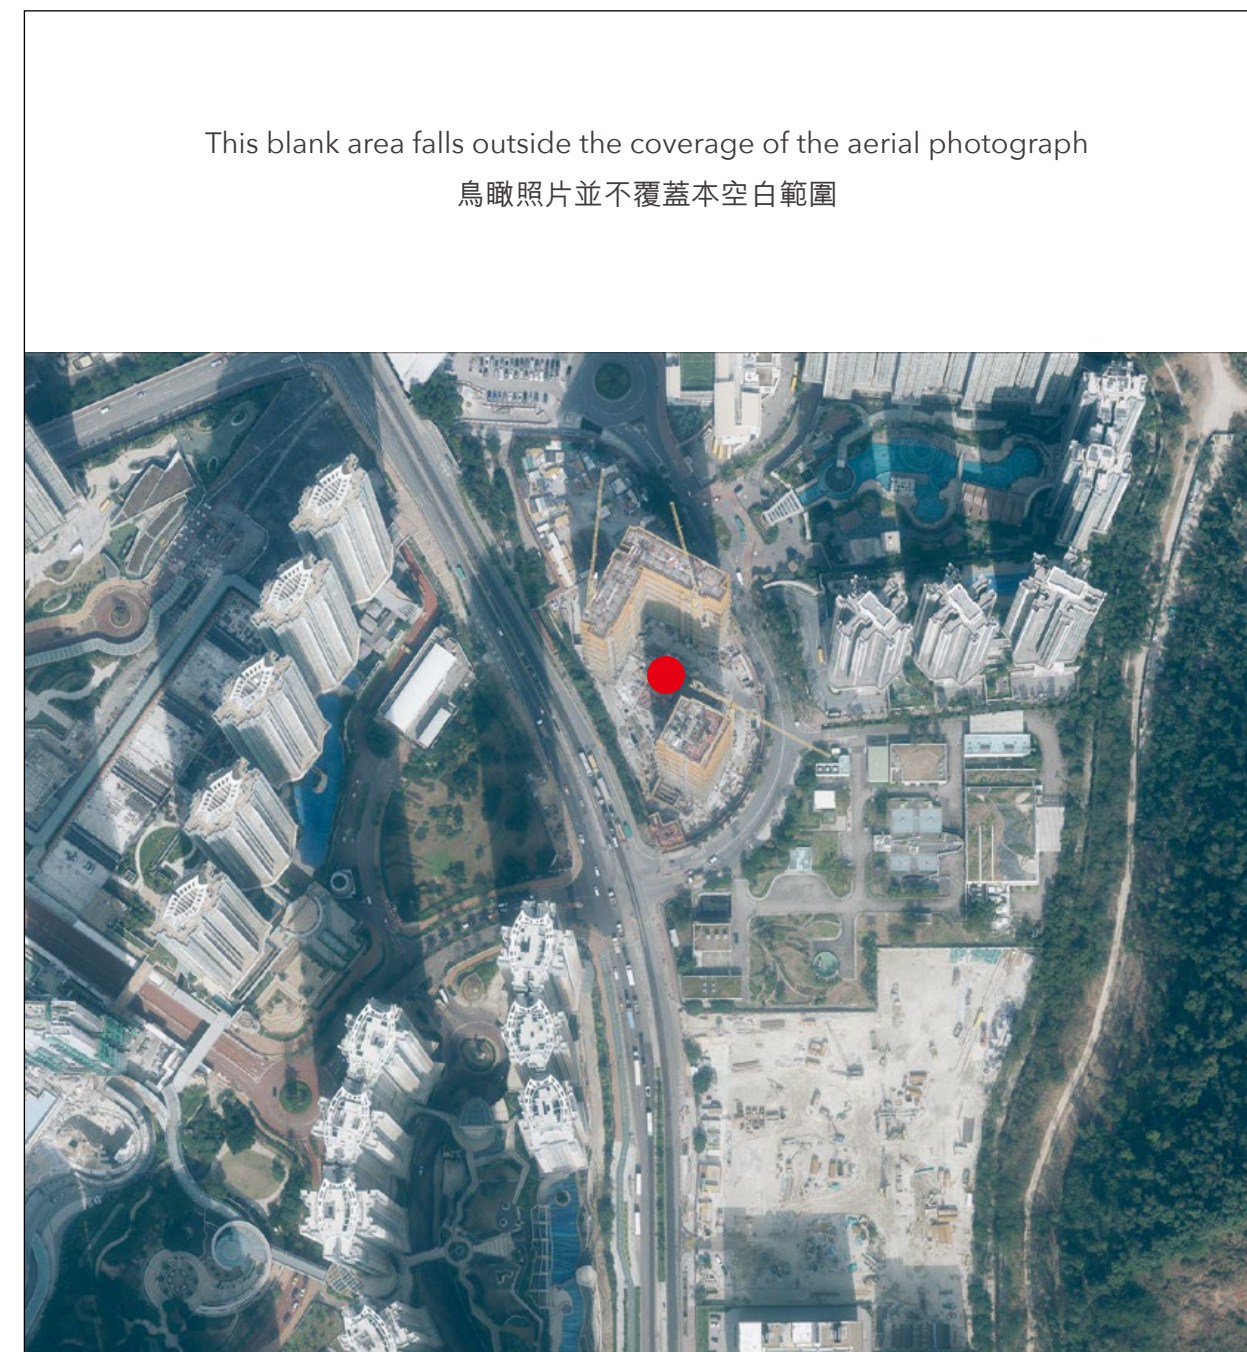 This blank area falls outside the coverage of the aerial photograph
鳥瞰照片並不覆蓋本空白範圍